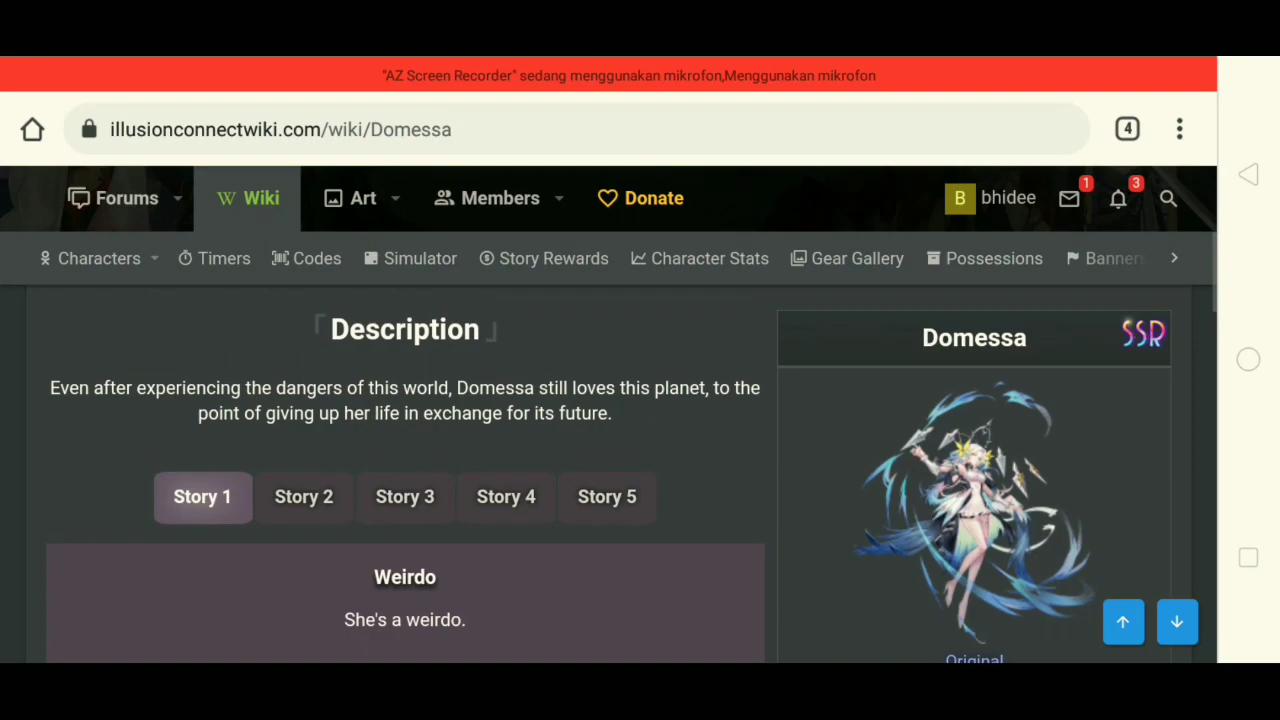 "AZ Screen Recorder" sedang menggunakan mikrofon,Menggunakan mikrofon
illusionconnectwiki.com/wiki/Domessa
4
Forums
W Wiki
Art
Members
Donate
B bhidee
1
3
Characters
Timers
Codes
Simulator
Story Rewards
Character Stats
Gear Gallery
Possessions
Banners
「Description」
Even after experiencing the dangers of this world, Domessa still loves this planet, to the
point of giving up her life in exchange for its future.
Story 1
Story 2
Story 3
Story 4
Story 5
Weirdo
She's a weirdo.
Domessa
SSR
Original